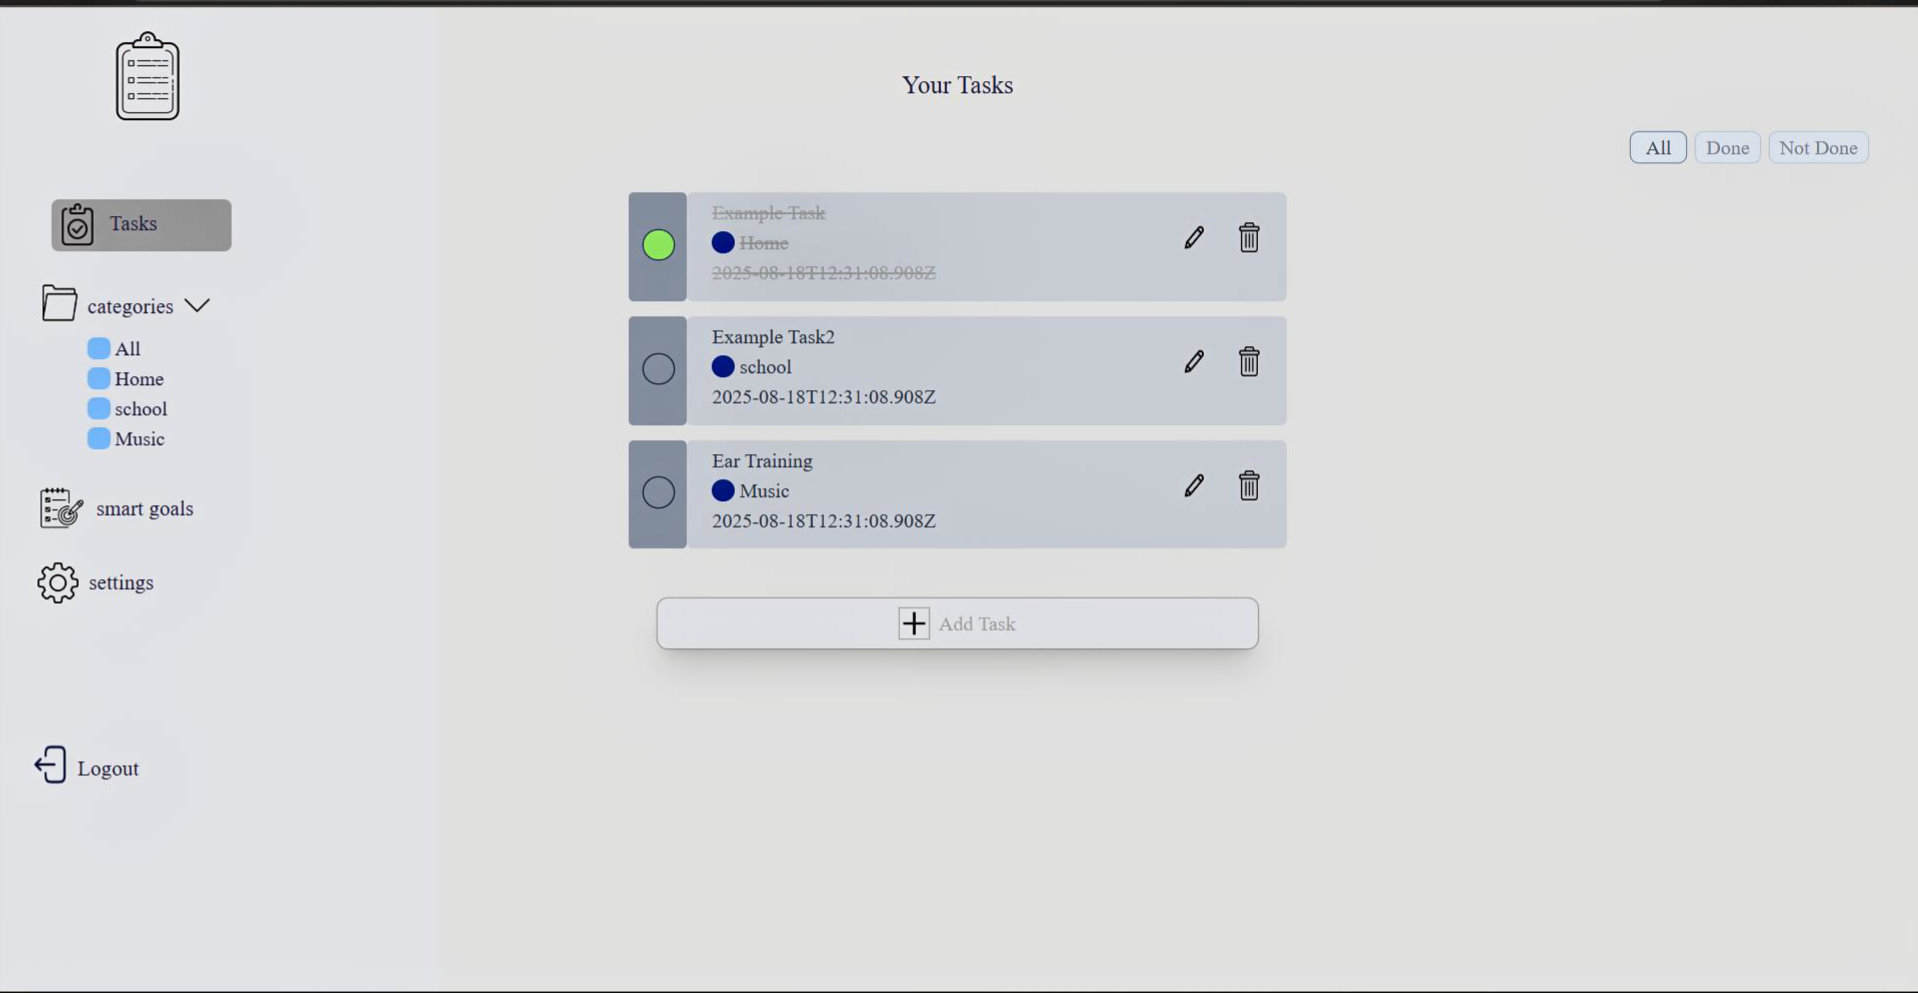 Your Tasks
All
Done
Not Done
Tasks
categories
All
Home
school
Music
smart goals
settings
Logout
Example Task
Home
2025-08-18T12:31:08.908Z
Example Task2
school
2025-08-18T12:31:08.908Z
Ear Training
Music
2025-08-18T12:31:08.908Z
Add Task